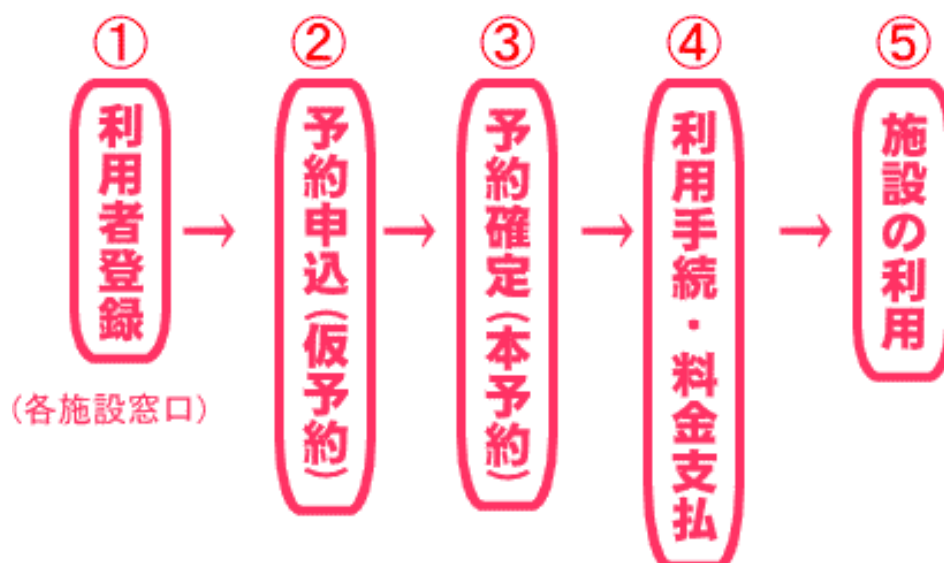 ①
利用者登録
(各施設窓口)
→
②
予約申込(仮予約)
→
③
予約確定(本予約)
→
④
利用手続・料金支払
→
⑤
施設の利用